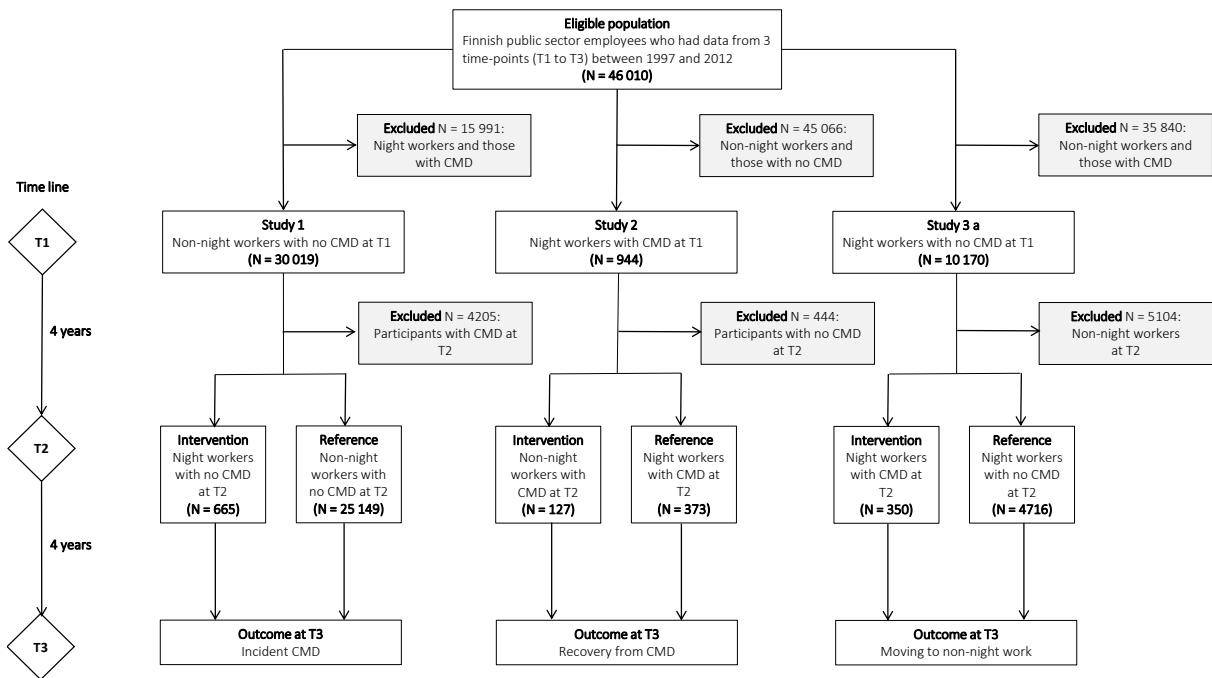 Eligible population
Finnish public sector employees who had data from 3
time-points (T1 to T3) between 1997 and 2012
(N = 46 010)
Excluded N = 15 991:
Night workers and those
with CMD
Excluded N = 45 066:
Non-night workers and
those with no CMD
Excluded N = 35 840:
Non-night workers and
those with CMD
Time line
T1
Study 1
Non-night workers with no CMD at T1
(N = 30 019)
Study 2
Night workers with CMD at T1
(N = 944)
Study 3 a
Night workers with no CMD at T1
(N = 10 170)
4 years
Excluded N = 4205:
Participants with CMD at
T2
Excluded N = 444:
Participants with no CMD
at T2
Excluded N = 5104:
Non-night workers
at T2
T2
Intervention
Night workers
with no CMD
at T2
(N = 665)
Reference
Non-night
workers with
no CMD at T2
(N = 25 149)
Intervention
Non-night
workers with
CMD at T2
(N = 127)
Reference
Night workers
with CMD at
T2
(N = 373)
Intervention
Night workers
with CMD at
T2
(N = 350)
Reference
Night workers
with no CMD
at T2
(N = 4716)
4 years
T3
Outcome at T3
Incident CMD
Outcome at T3
Recovery from CMD
Outcome at T3
Moving to non-night work